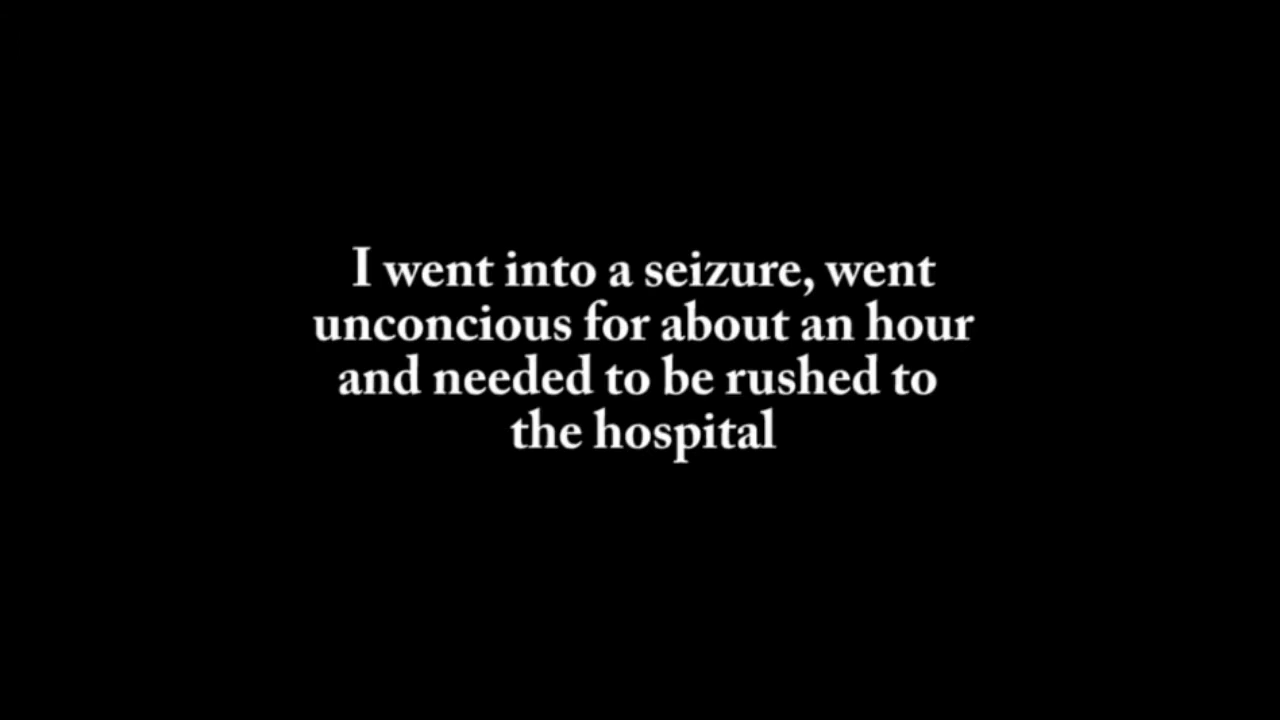 I went into a seizure, went
unconcious for about an hour
and needed to be rushed to
the hospital